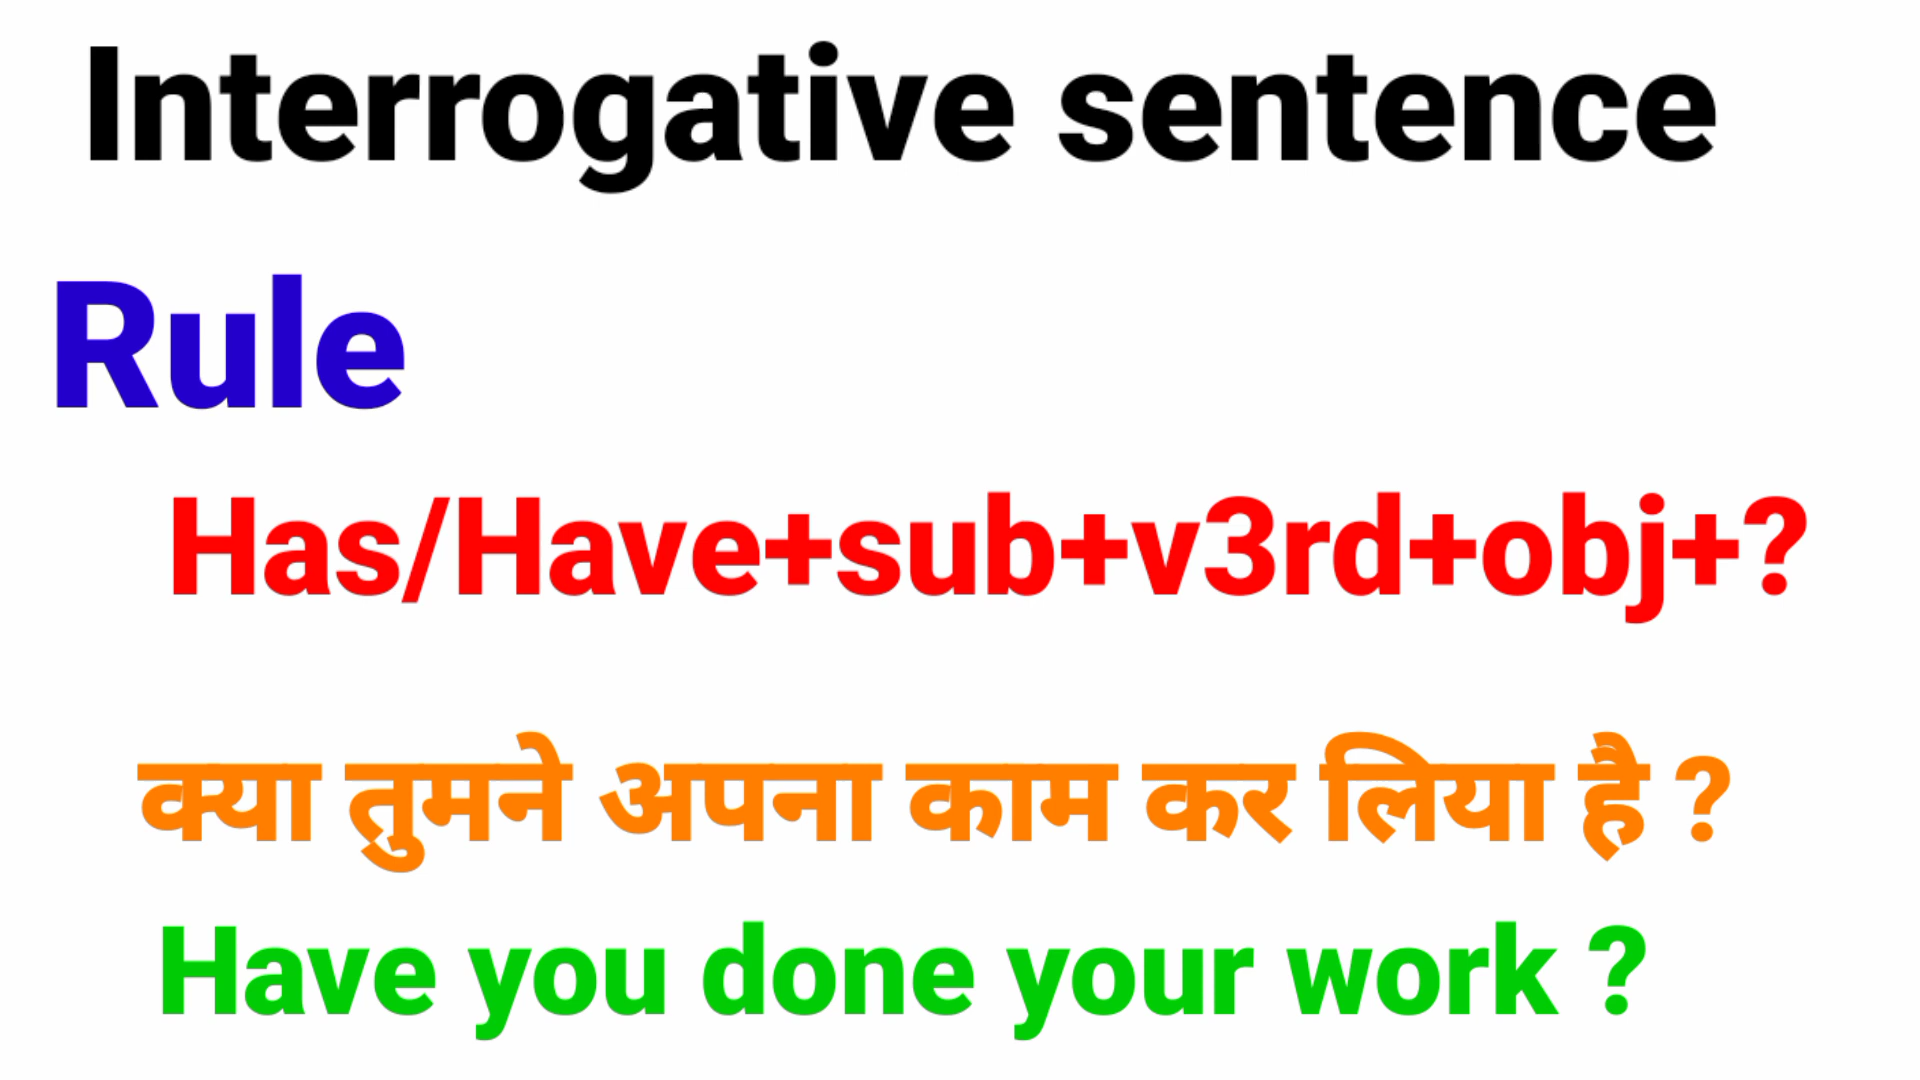 Interrogative sentence
Rule
Has/Have+sub+v3rd+obj+?
क्या तुमने अपना काम कर लिया है ?
Have you done your work ?